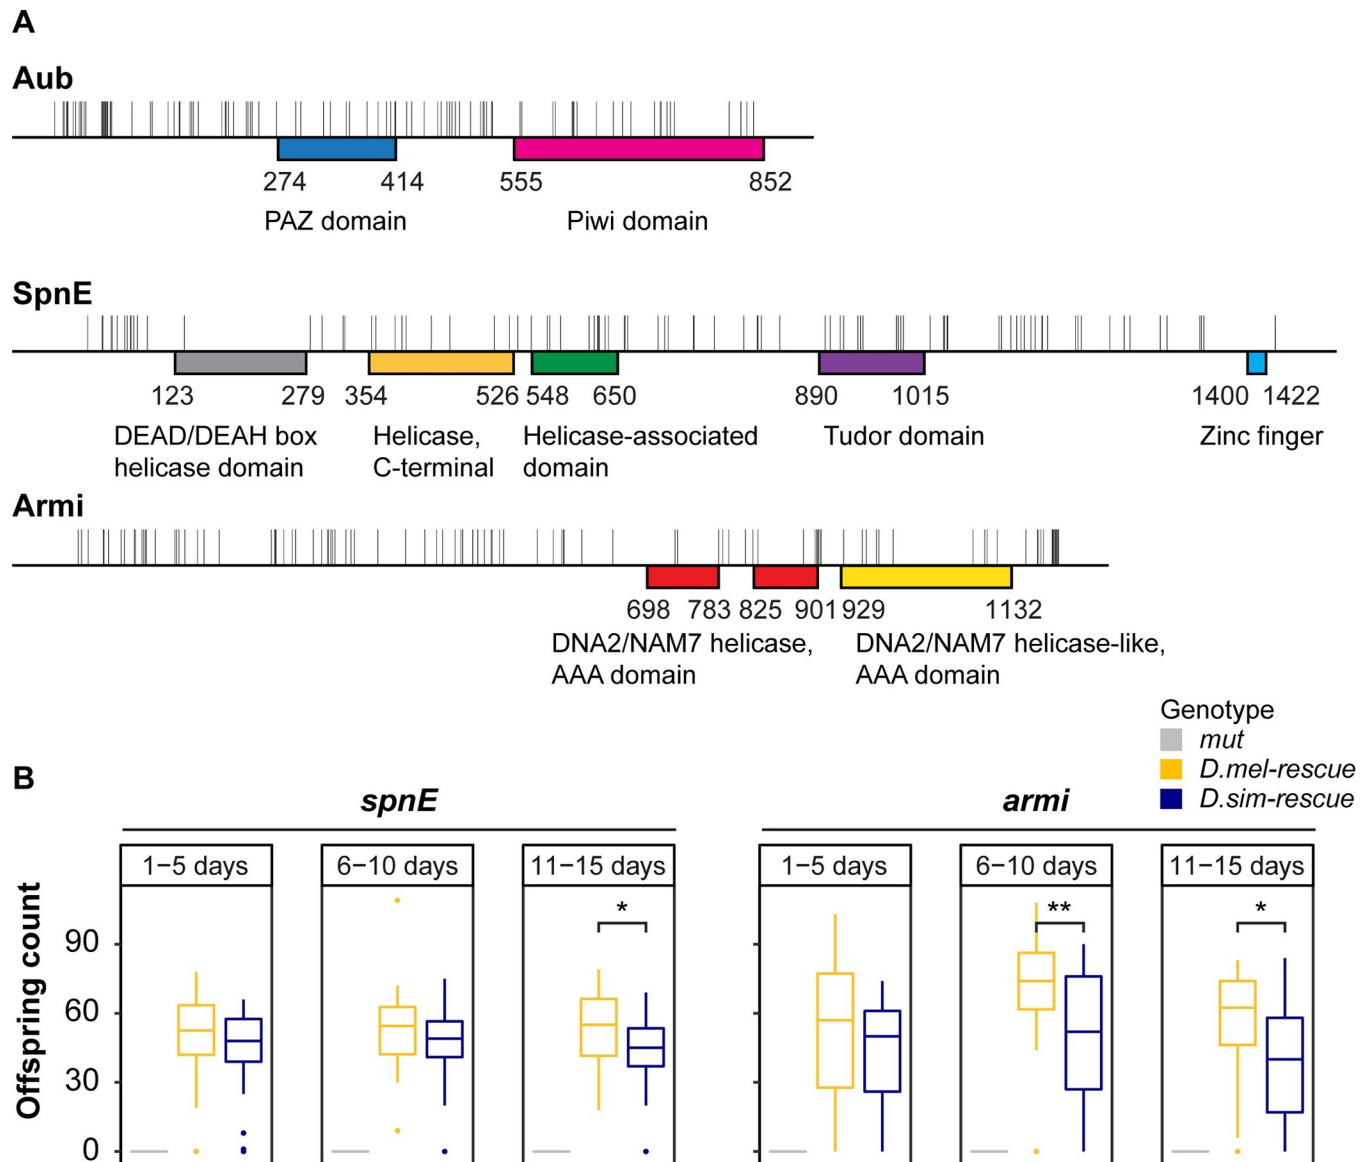 A
Aub
274 414 555 852
PAZ domain Piwi domain
SpnE
123 279 354 526 548 650 890 1015 1400 1422
DEAD/DEAH box Helicase, Helicase-associated Tudor domain Zinc finger
helicase domain C-terminal domain
Armi
698 783 825 901 929 1132
DNA2/NAM7 helicase, DNA2/NAM7 helicase-like,
AAA domain AAA domain
Genotype
mut
D.mel-rescue
D.sim-rescue
B
spnE armi
1−5 days 6−10 days 11−15 days 1−5 days 6−10 days 11−15 days
* ** *
Offspring count
90
60
30
0